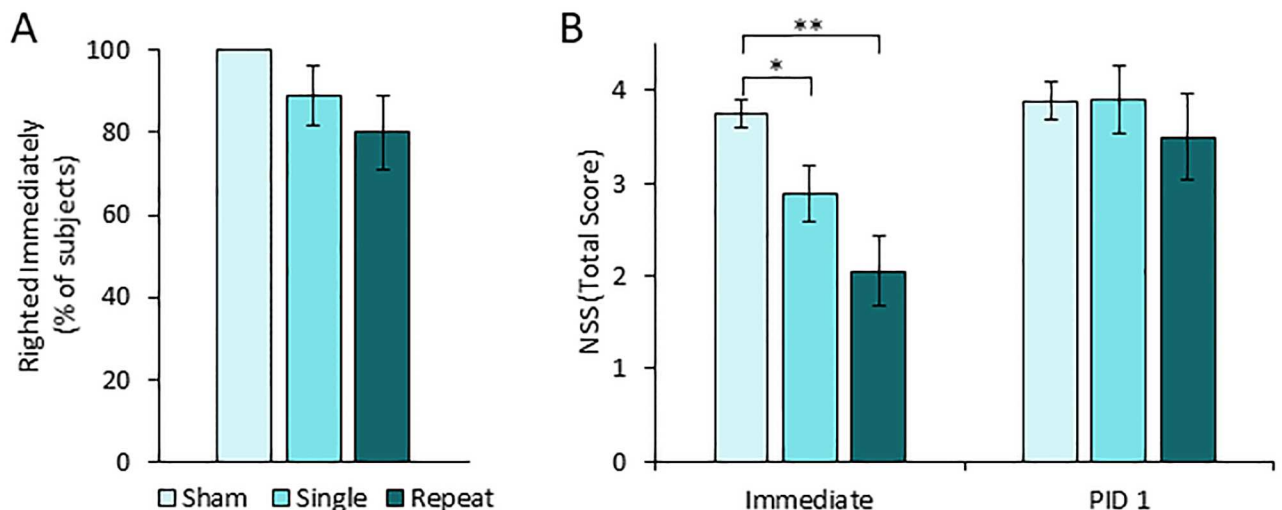 A
Righted Immediately
(% of subjects)
100
80
60
40
20
0
Sham Single Repeat
B
NSS (Total Score)
4
3
2
1
0
**
*
Immediate PID 1